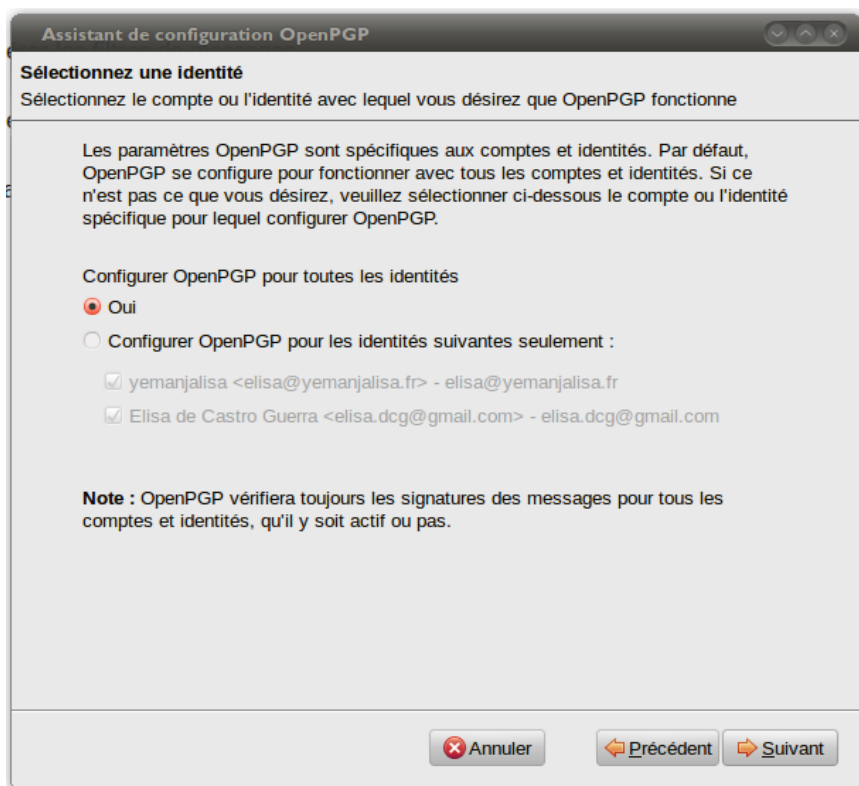 Assistant de configuration OpenPGP
Sélectionnez une identité
Sélectionnez le compte ou l'identité avec lequel vous désirez que OpenPGP fonctionne
Les paramètres OpenPGP sont spécifiques aux comptes et identités. Par défaut,
OpenPGP se configure pour fonctionner avec tous les comptes et identités. Si ce
n'est pas ce que vous désirez, veuillez sélectionner ci-dessous le compte ou l'identité
spécifique pour lequel configurer OpenPGP.
Configurer OpenPGP pour toutes les identités
Oui
Configurer OpenPGP pour les identités suivantes seulement :
yemanjalisa <elisa@yemanjalisa.fr> - elisa@yemanjalisa.fr
Elisa de Castro Guerra <elisa.dcg@gmail.com> - elisa.dcg@gmail.com
Note : OpenPGP vérifiera toujours les signatures des messages pour tous les
comptes et identités, qu'il y soit actif ou pas.
Annuler
Précédent
Suivant